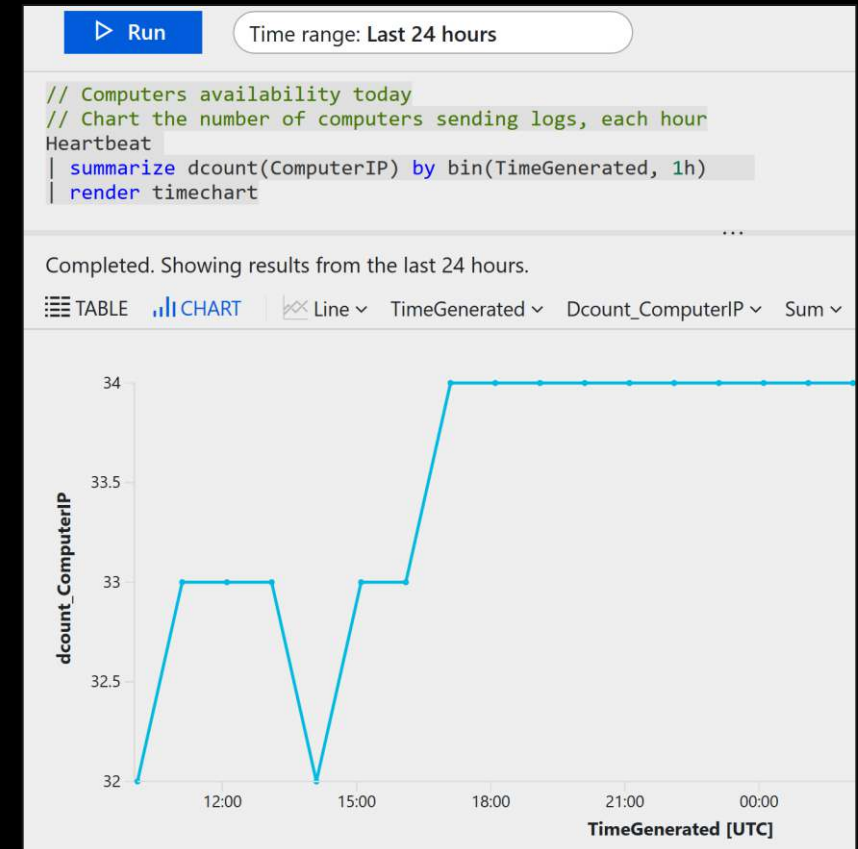 Run
Time range: Last 24 hours
// Computers availability today
// Chart the number of computers sending logs, each hour
Heartbeat
| summarize dcount(ComputerIP) by bin(TimeGenerated, 1h)
| render timechart
...
Completed. Showing results from the last 24 hours.
TABLE CHART Line TimeGenerated Dcount_ComputerIP Sum
34
33.5
33
32.5
32
dcount_ComputerIP
12:00 15:00 18:00 21:00 00:00
TimeGenerated [UTC]